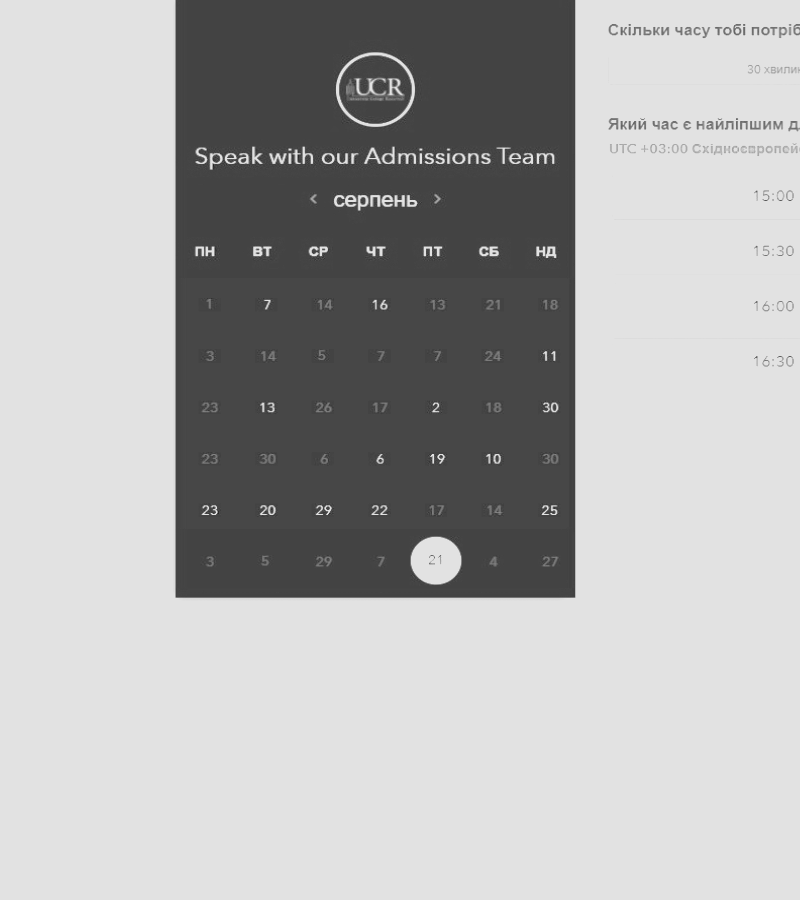 UCR
Speak with our Admissions Team
серпень
ПН ВТ СР ЧТ ПТ СБ НД
1 7 14 16 13 21 18
3 14 5 7 7 24 11
23 13 26 17 2 18 30
23 30 6 6 19 10 30
23 20 29 22 17 14 25
3 5 29 7 21 4 27
Скільки часу тобі
30
Який час є найліпшим
UTC +03:00
15:00
15:30
16:00
16:30